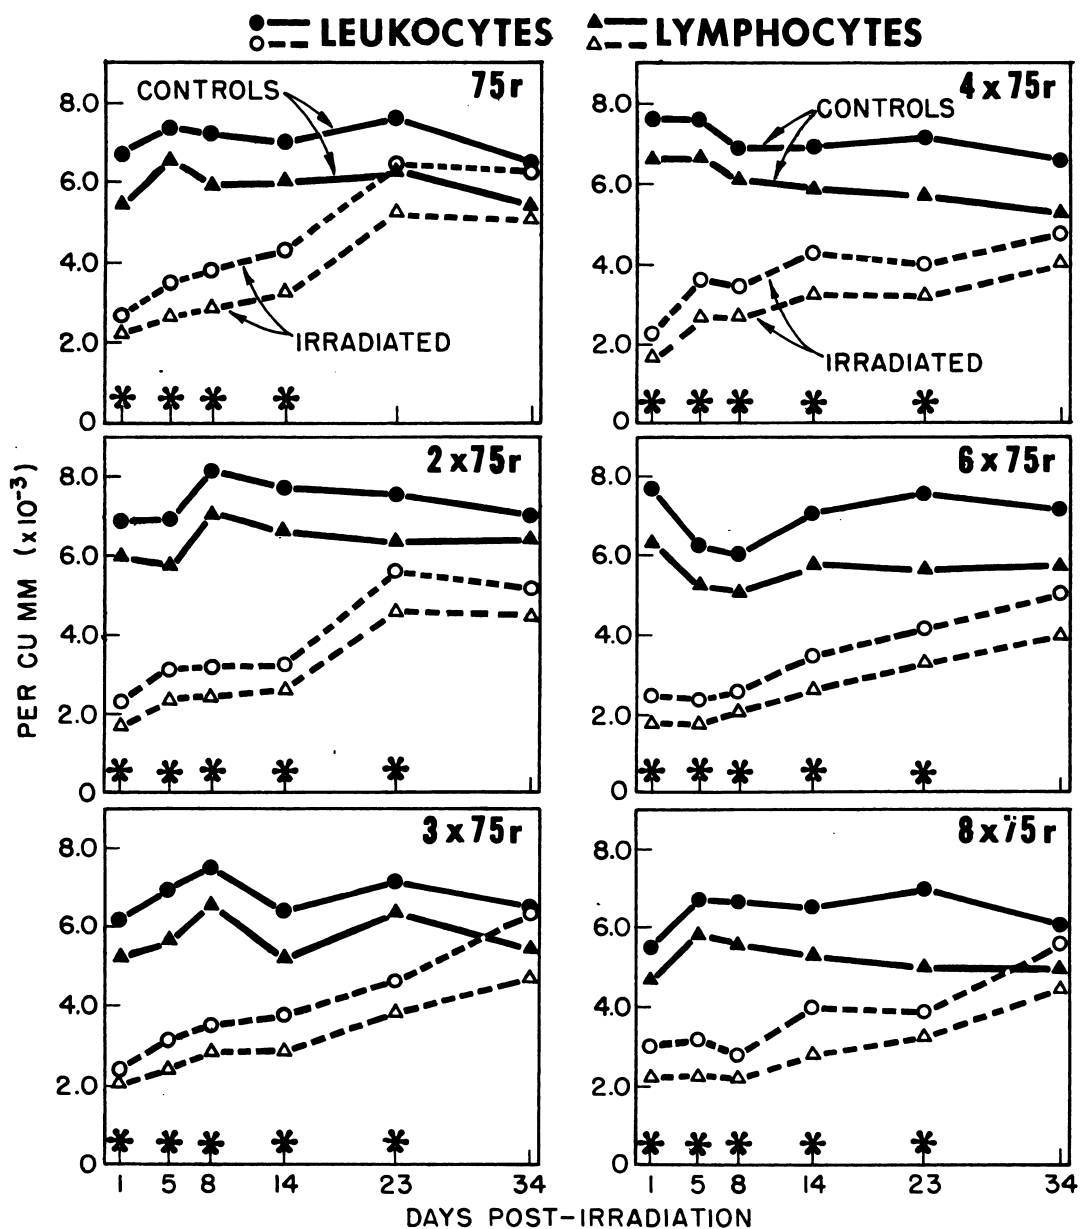 LEUKOCYTES LYMPHOCYTES
75r
CONTROLS
8.0
6.0
4.0
2.0
0
IRRADIATED
4 x 75r
CONTROLS
8.0
6.0
4.0
2.0
0
IRRADIATED
PER CU MM (x10⁻³)
2 x 75r
8.0
6.0
4.0
2.0
0
6 x 75r
8.0
6.0
4.0
2.0
0
3 x 75r
8.0
6.0
4.0
2.0
0
1 5 8 14 23 34
8 x 75r
8.0
6.0
4.0
2.0
0
1 5 8 14 23 34
DAYS POST-IRRADIATION